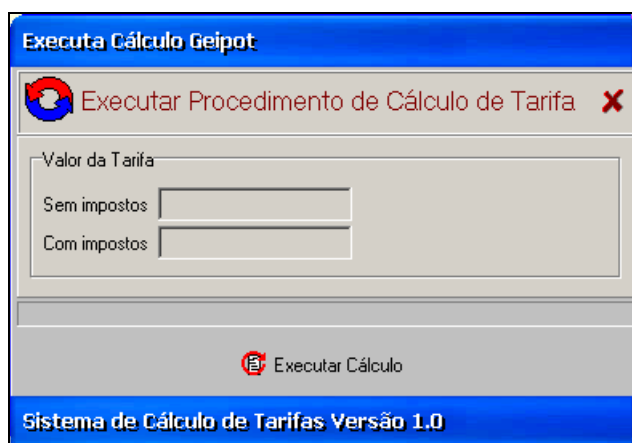 Executa Cálculo Geipot
Executar Procedimento de Cálculo de Tarifa
Valor da Tarifa
Sem impostos
Com impostos
Executar Cálculo
Sistema de Cálculo de Tarifas Versão 1.0